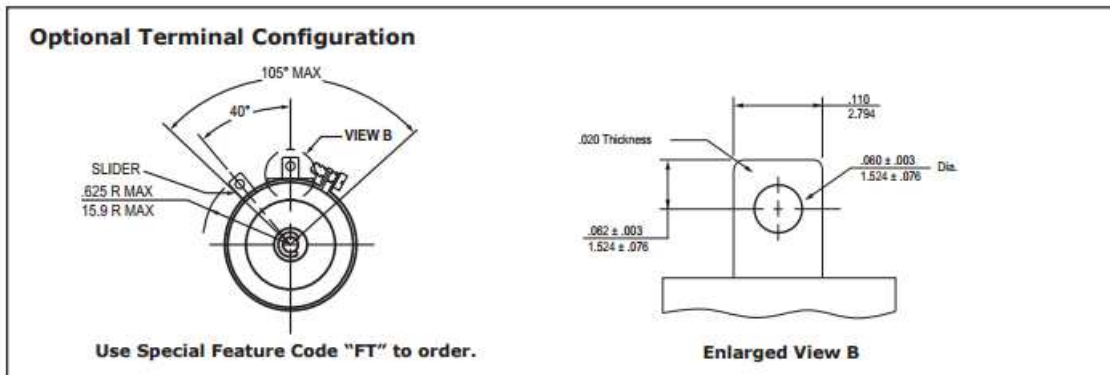 Optional Terminal Configuration
105° MAX
40°
VIEW B
SLIDER
.625 R MAX
15.9 R MAX
Use Special Feature Code “FT” to order.
.110
2.794
.020 Thickness
.060 ± .003
1.524 ± .076
Dia.
.062 ± .003
1.524 ± .076
Enlarged View B